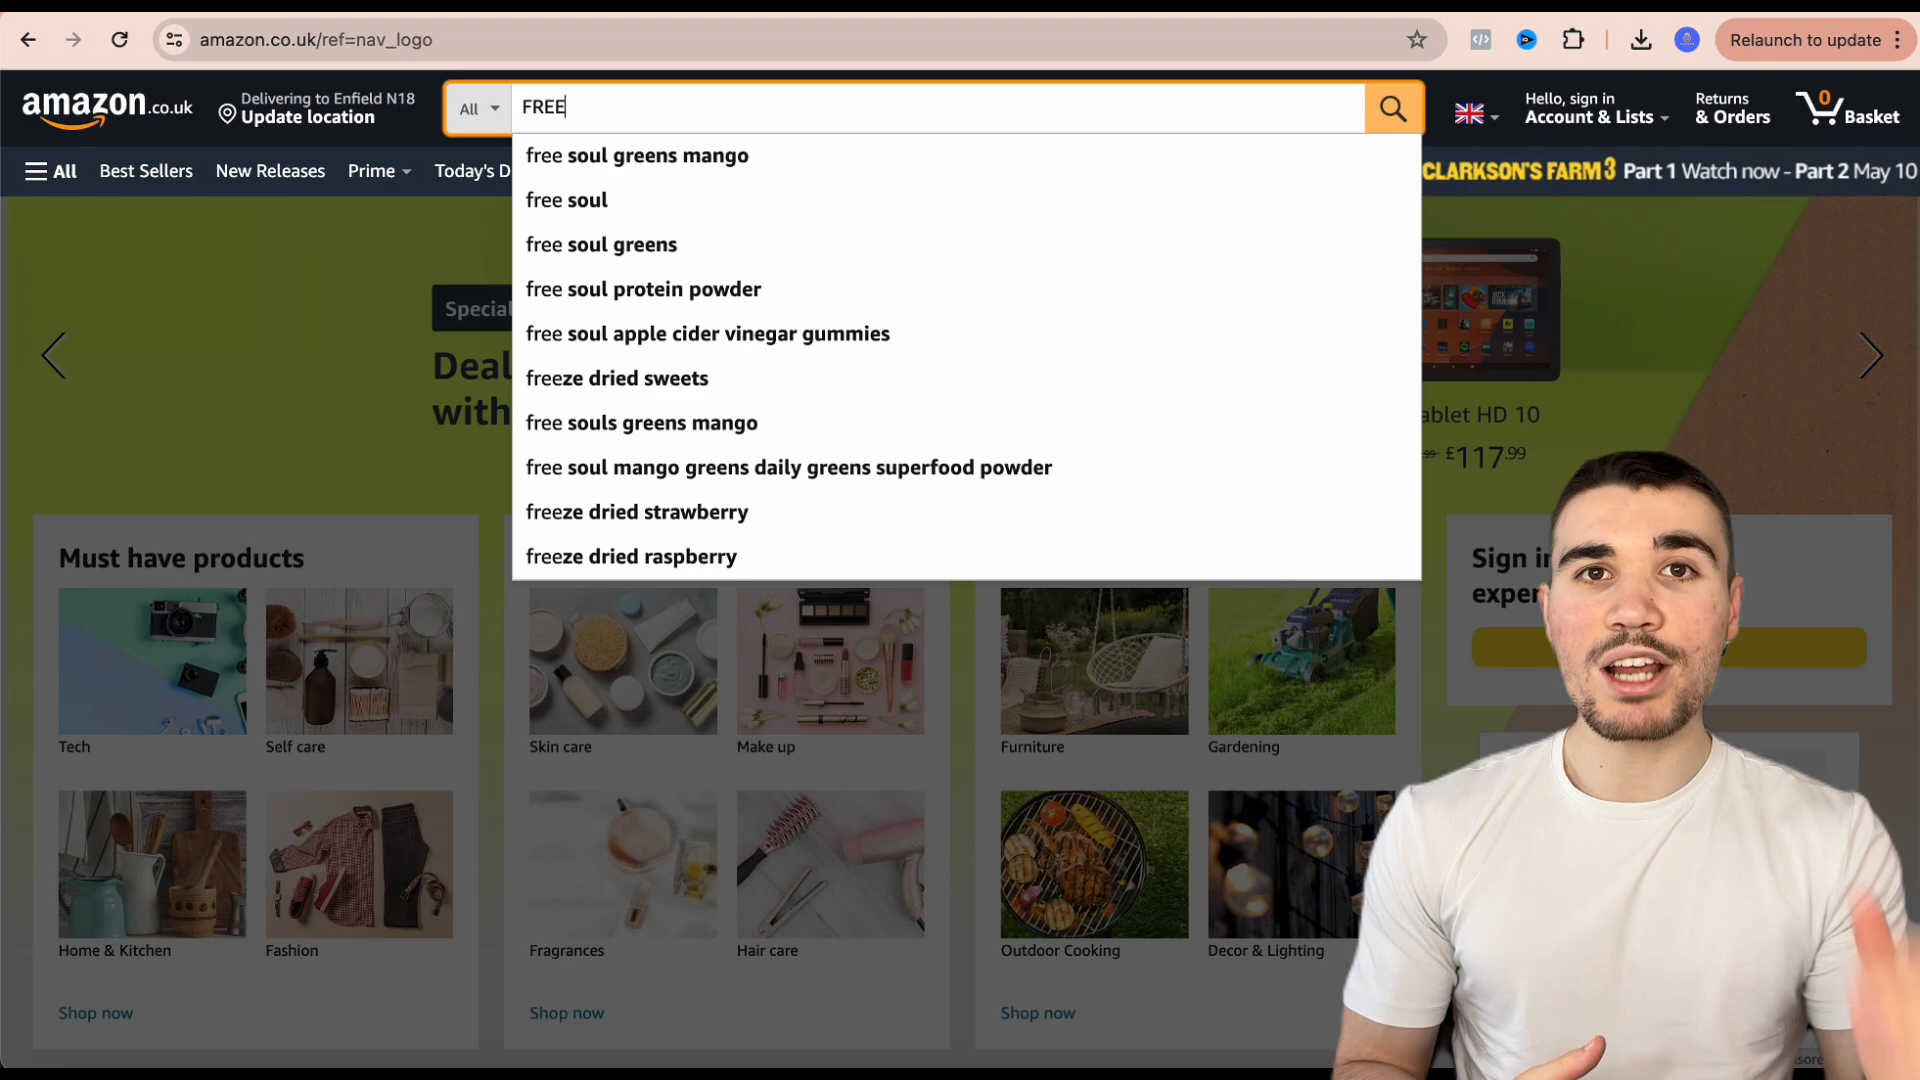 amazon.co.uk/ref=nav_logo
Relaunch to update
amazon.co.uk
Delivering to Enfield N18
Update location
All
FREE
Hello, sign in
Account & Lists
Returns
& Orders
0
Basket
All
Best Sellers
New Releases
Prime
Today's D
CLARKSON'S FARM 3 Part 1 Watch now - Part 2 May 10
free soul greens mango
free soul
free soul greens
free soul protein powder
free soul apple cider vinegar gummies
freeze dried sweets
free souls greens mango
free soul mango greens daily greens superfood powder
freeze dried strawberry
freeze dried raspberry
Special
Deal
with
ablet HD 10
£117.99
Must have products
Tech
Self care
Home & Kitchen
Fashion
Shop now
Skin care
Make up
Fragrances
Hair care
Shop now
Furniture
Gardening
Outdoor Cooking
Decor & Lighting
Shop now
Sign in
exper